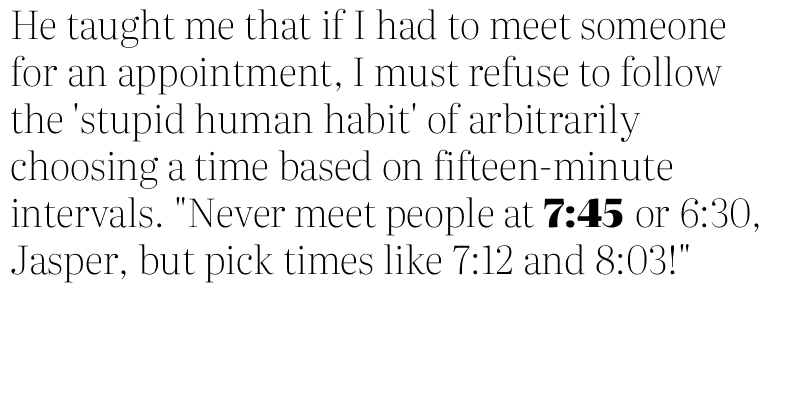 He taught me that if I had to meet someone
for an appointment, I must refuse to follow
the 'stupid human habit' of arbitrarily
choosing a time based on fifteen-minute
intervals. "Never meet people at 7:45 or 6:30,
Jasper, but pick times like 7:12 and 8:03!"